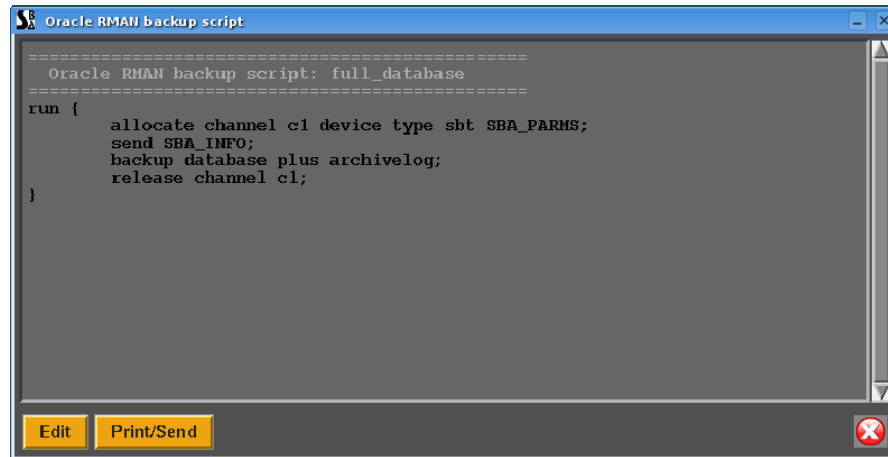 SBA Oracle RMAN backup script
================================================
Oracle RMAN backup script: full_database
================================================
run {
allocate channel c1 device type sbt SBA_PARMS;
send SBA_INFO;
backup database plus archivelog;
release channel c1;
}
Edit Print/Send